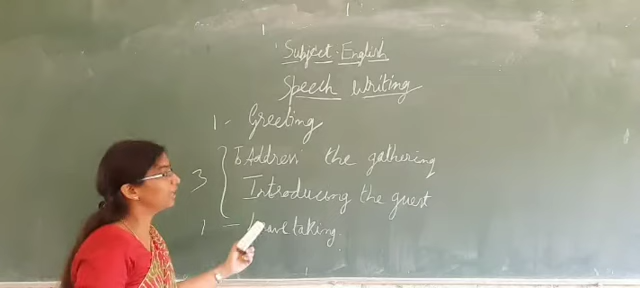 Subject - English
Speech Writing
1 - Greeting
3 { To Address the gathering
Introducing the guest
1 - Leave taking.